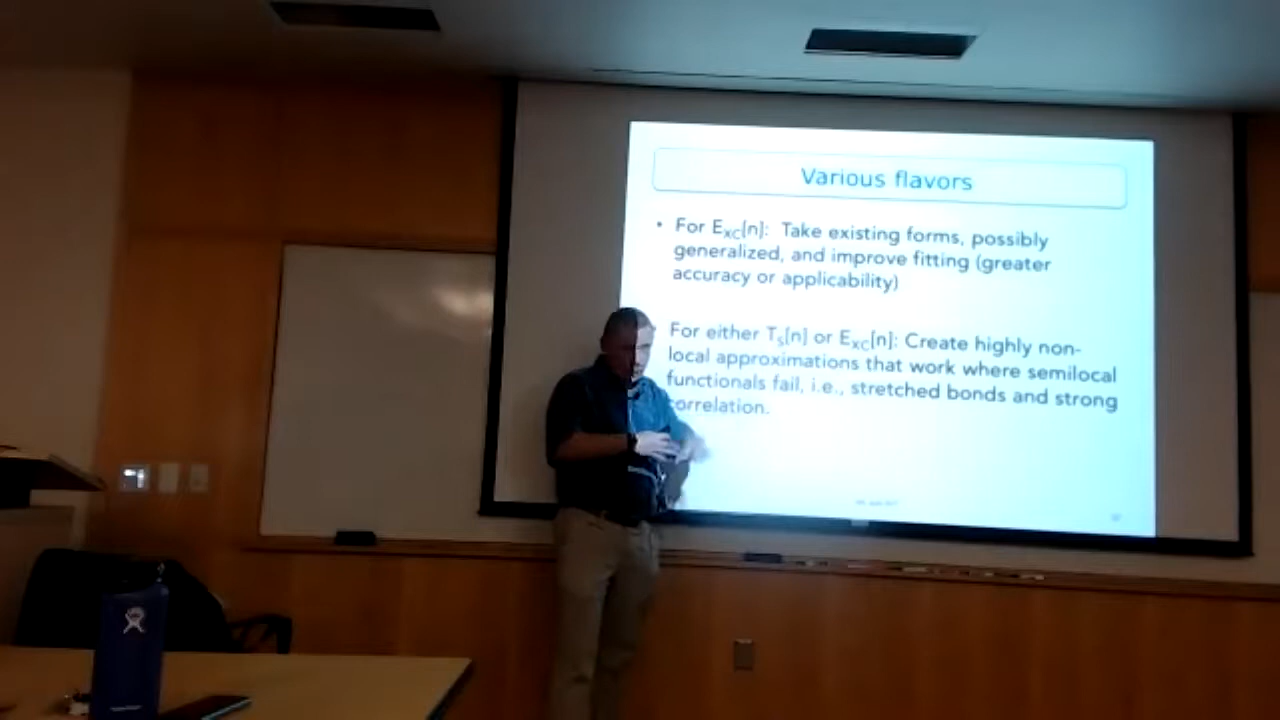 Various flavors
• For E_XC[n]: Take existing forms, possibly
generalized, and improve fitting (greater
accuracy or applicability)
For either T_s[n] or E_XC[n]: Create highly non-
local approximations that work where semilocal
functionals fail, i.e., stretched bonds and strong
correlation.